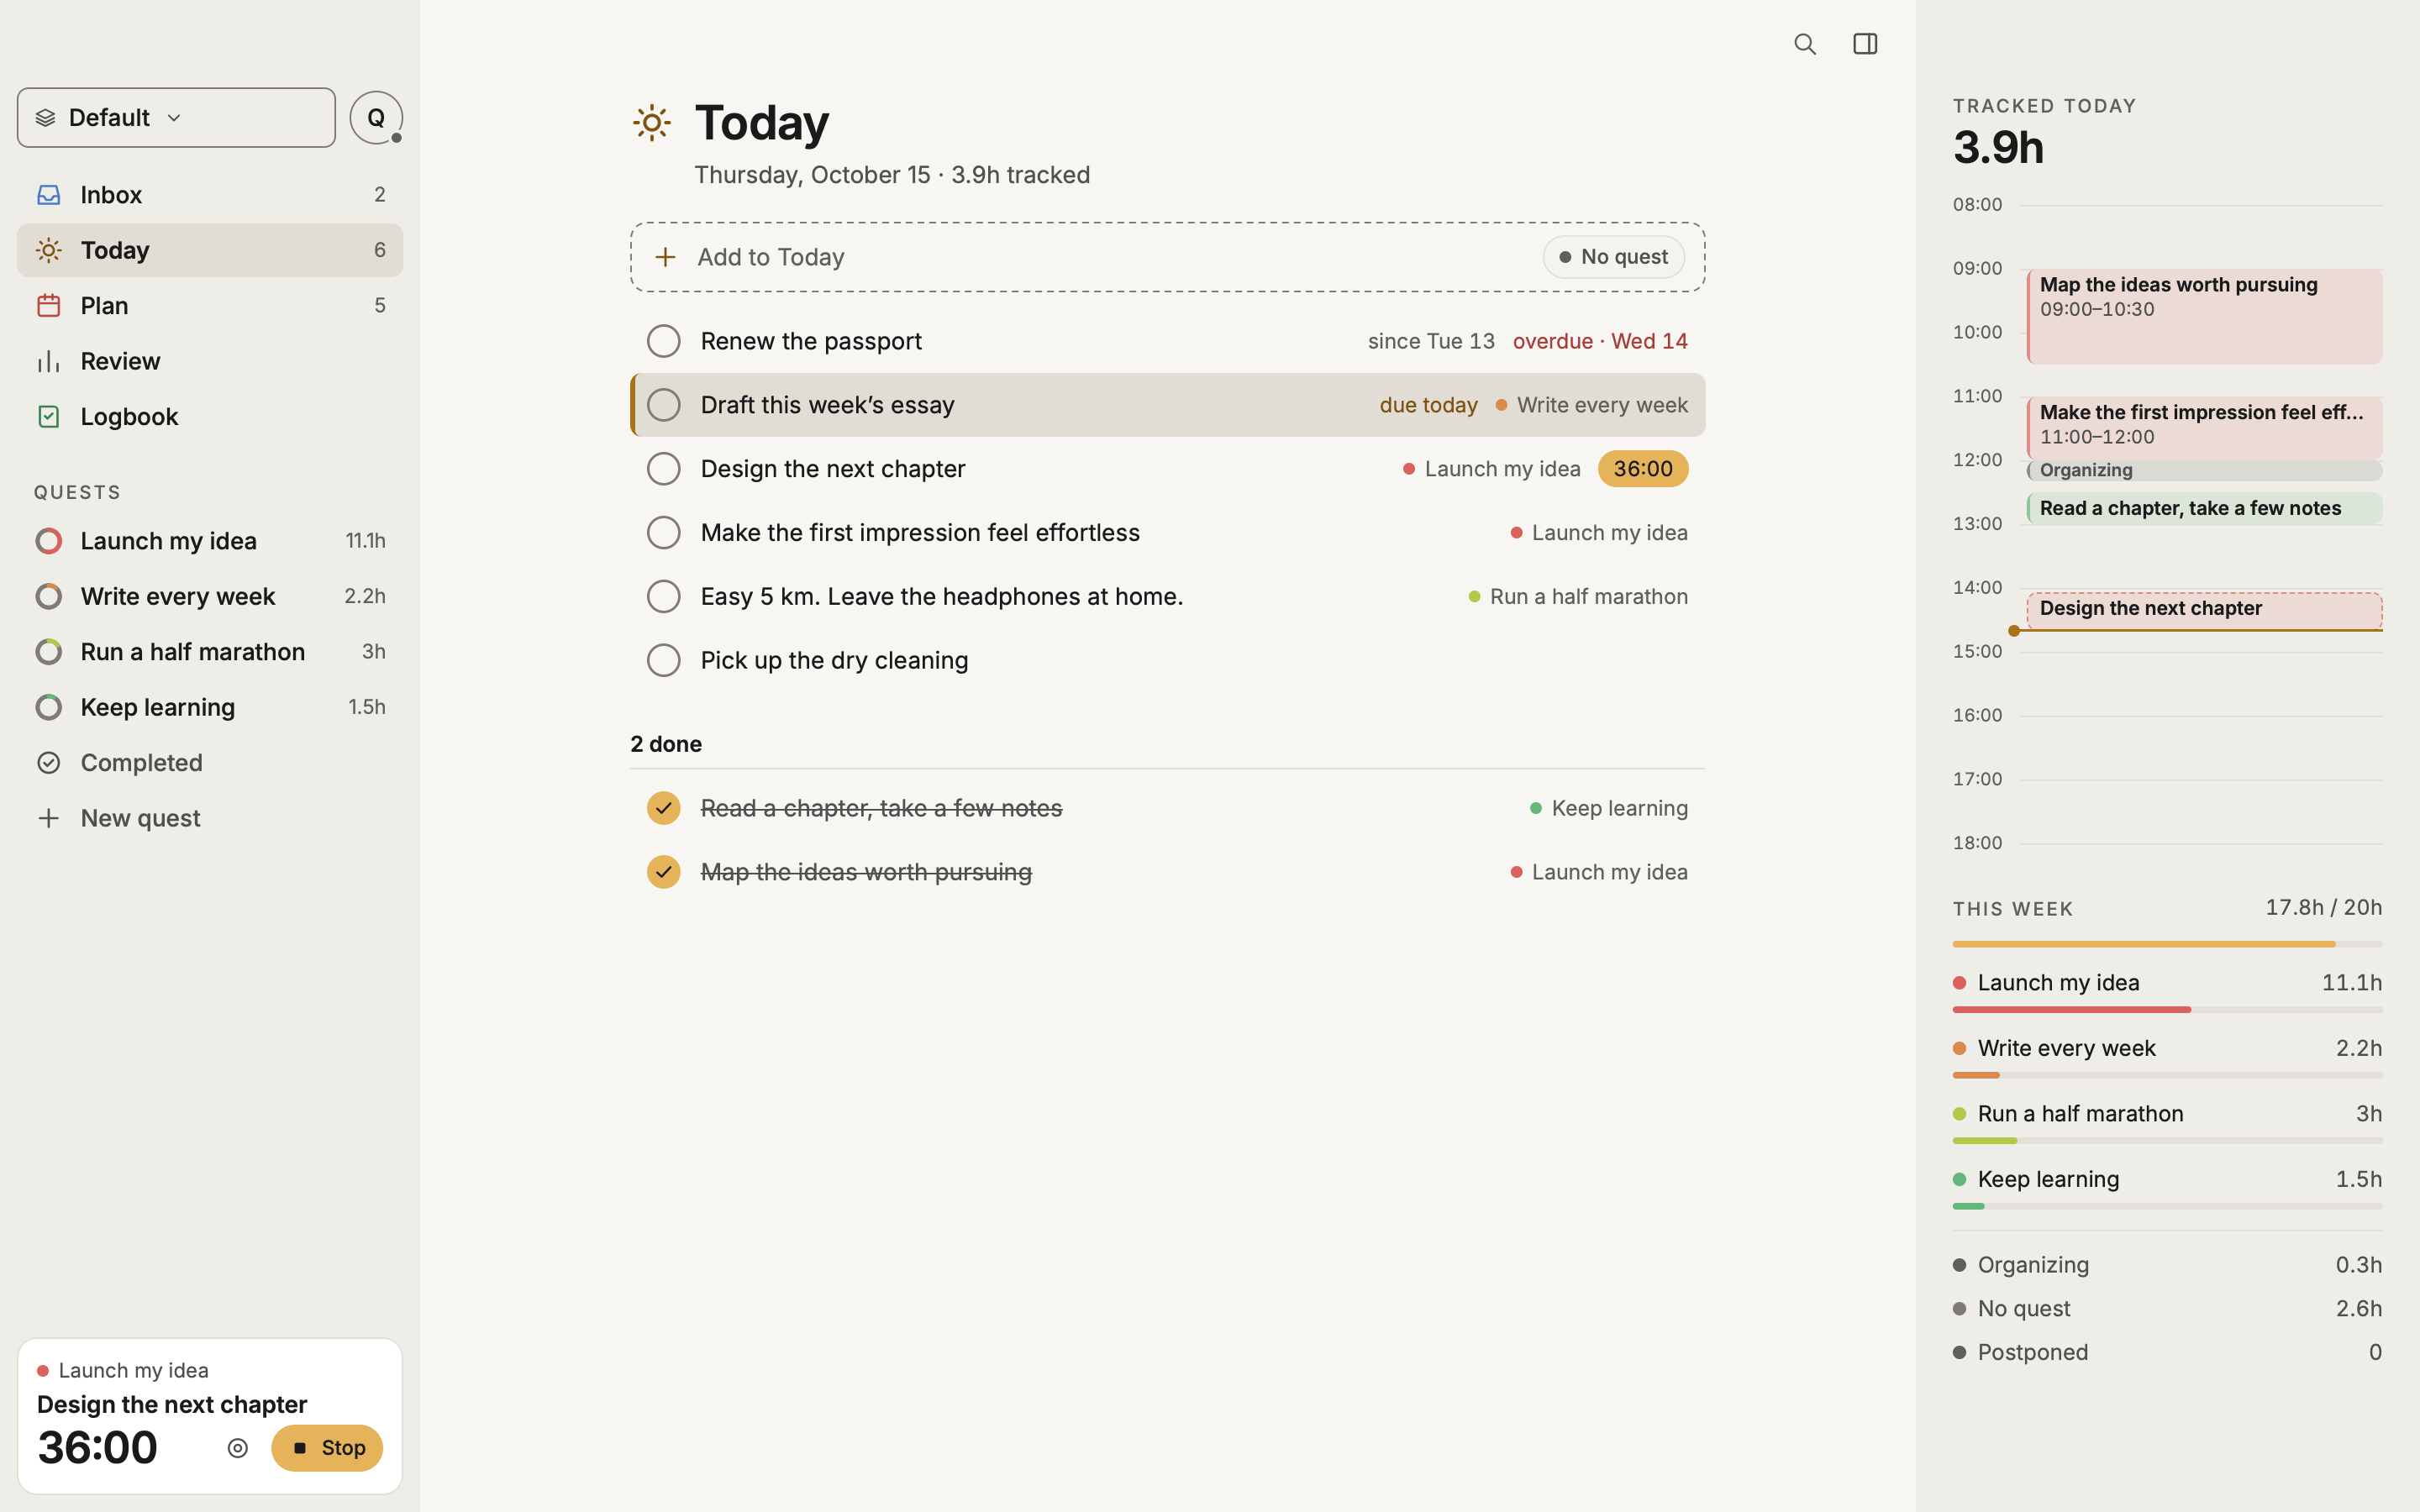 Default
Q
Inbox 2
Today 6
Plan 5
Review
Logbook
QUESTS
Launch my idea 11.1h
Write every week 2.2h
Run a half marathon 3h
Keep learning 1.5h
Completed
New quest
Launch my idea
Design the next chapter
36:00 Stop
Today
Thursday, October 15 · 3.9h tracked
Add to Today No quest
Renew the passport since Tue 13 overdue · Wed 14
Draft this week’s essay due today Write every week
Design the next chapter Launch my idea 36:00
Make the first impression feel effortless Launch my idea
Easy 5 km. Leave the headphones at home. Run a half marathon
Pick up the dry cleaning
2 done
Read a chapter, take a few notes Keep learning
Map the ideas worth pursuing Launch my idea
TRACKED TODAY
3.9h
08:00
09:00
Map the ideas worth pursuing
09:00–10:30
10:00
11:00
Make the first impression feel eff...
11:00–12:00
12:00
Organizing
Read a chapter, take a few notes
13:00
14:00
Design the next chapter
15:00
16:00
17:00
18:00
THIS WEEK 17.8h / 20h
Launch my idea 11.1h
Write every week 2.2h
Run a half marathon 3h
Keep learning 1.5h
Organizing 0.3h
No quest 2.6h
Postponed 0